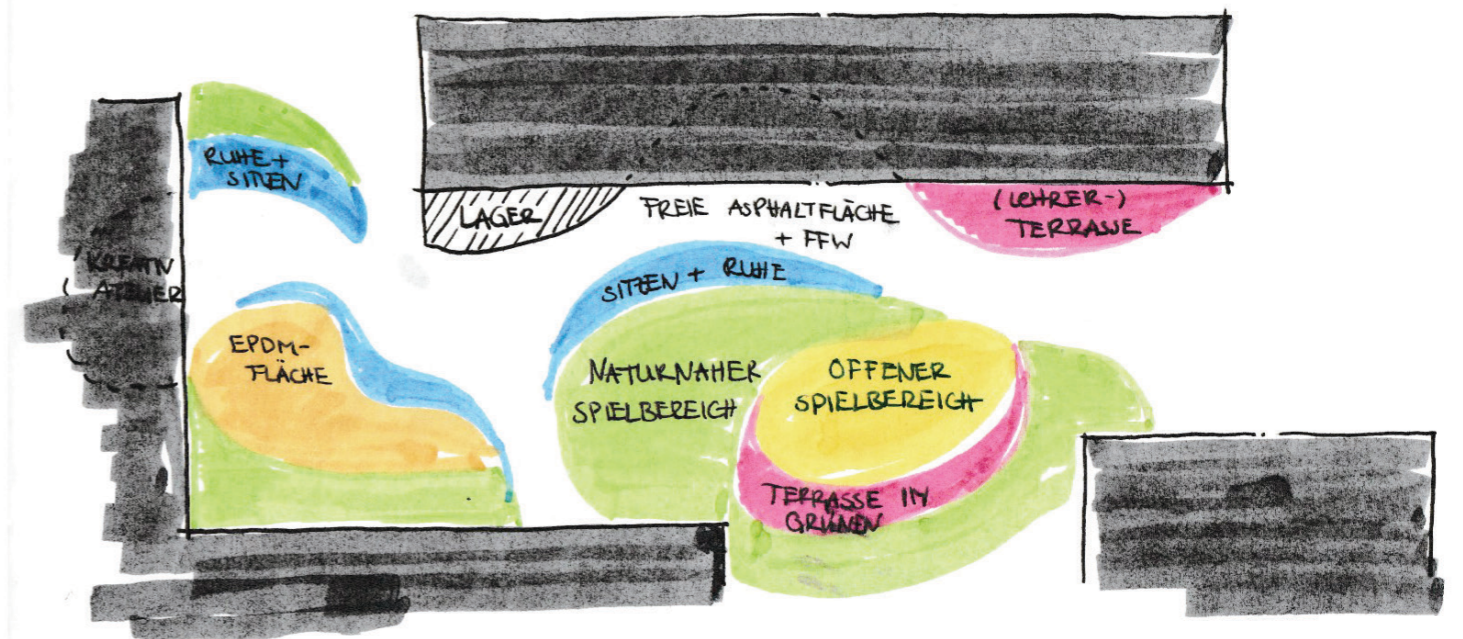 RUHE +
SITZEN
LAGER
FREIE ASPHALTFLÄCHE
+ FFW
(LEHRER-)
TERRASSE
KREATIV
ATELIER
SITZEN + RUHE
EPDM-
FLÄCHE
NATURNAHER
SPIELBEREICH
OFFENER
SPIELBEREICH
TERRASSE IM
GRÜNEN